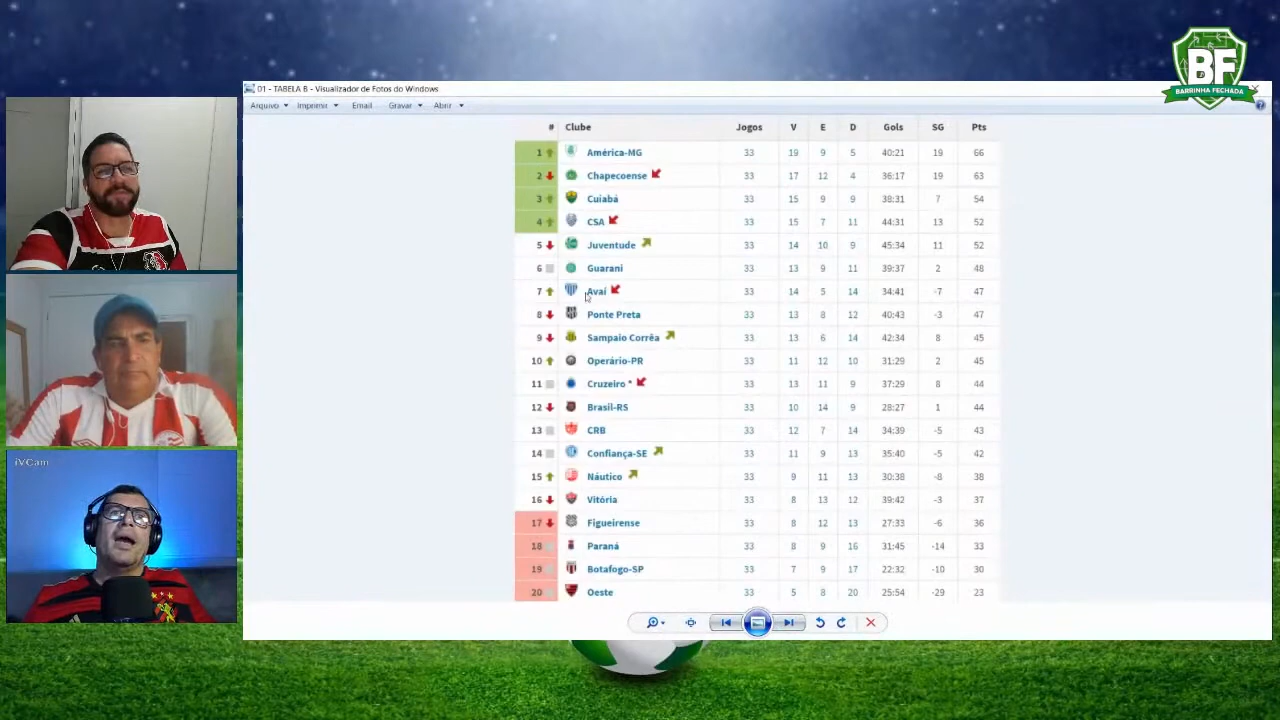 BF
BARRINHA FECHADA
01 - TABELA B - Visualizador de Fotos do Windows
Arquivo Imprimir Email Gravar Abrir
# Clube Jogos V E D Gols SG Pts
1 América-MG 33 19 9 5 40:21 19 66
2 Chapecoense 33 17 12 4 36:17 19 63
3 Cuiabá 33 15 9 9 38:31 7 54
4 CSA 33 15 7 11 44:31 13 52
5 Juventude 33 14 10 9 45:34 11 52
6 Guarani 33 13 9 11 39:37 2 48
7 Avaí 33 14 5 14 34:41 -7 47
8 Ponte Preta 33 13 8 12 40:43 -3 47
9 Sampaio Corrêa 33 13 6 14 42:34 8 45
10 Operário-PR 33 11 12 10 31:29 2 45
11 Cruzeiro * 33 13 11 9 37:29 8 44
12 Brasil-RS 33 10 14 9 28:27 1 44
13 CRB 33 12 7 14 34:39 -5 43
14 Confiança-SE 33 11 9 13 35:40 -5 42
15 Náutico 33 9 11 13 30:38 -8 38
16 Vitória 33 8 13 12 39:42 -3 37
17 Figueirense 33 8 12 13 27:33 -6 36
18 Paraná 33 8 9 16 31:45 -14 33
19 Botafogo-SP 33 7 9 17 22:32 -10 30
20 Oeste 33 5 8 20 25:54 -29 23
iVCam